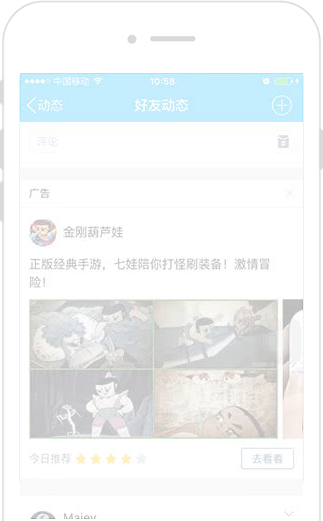 中国移动 10:58
动态 好友动态
评论
广告
金刚葫芦娃
正版经典手游，七娃陪你打怪刷装备！激情冒
险！
今日推荐 去看看
Maiev